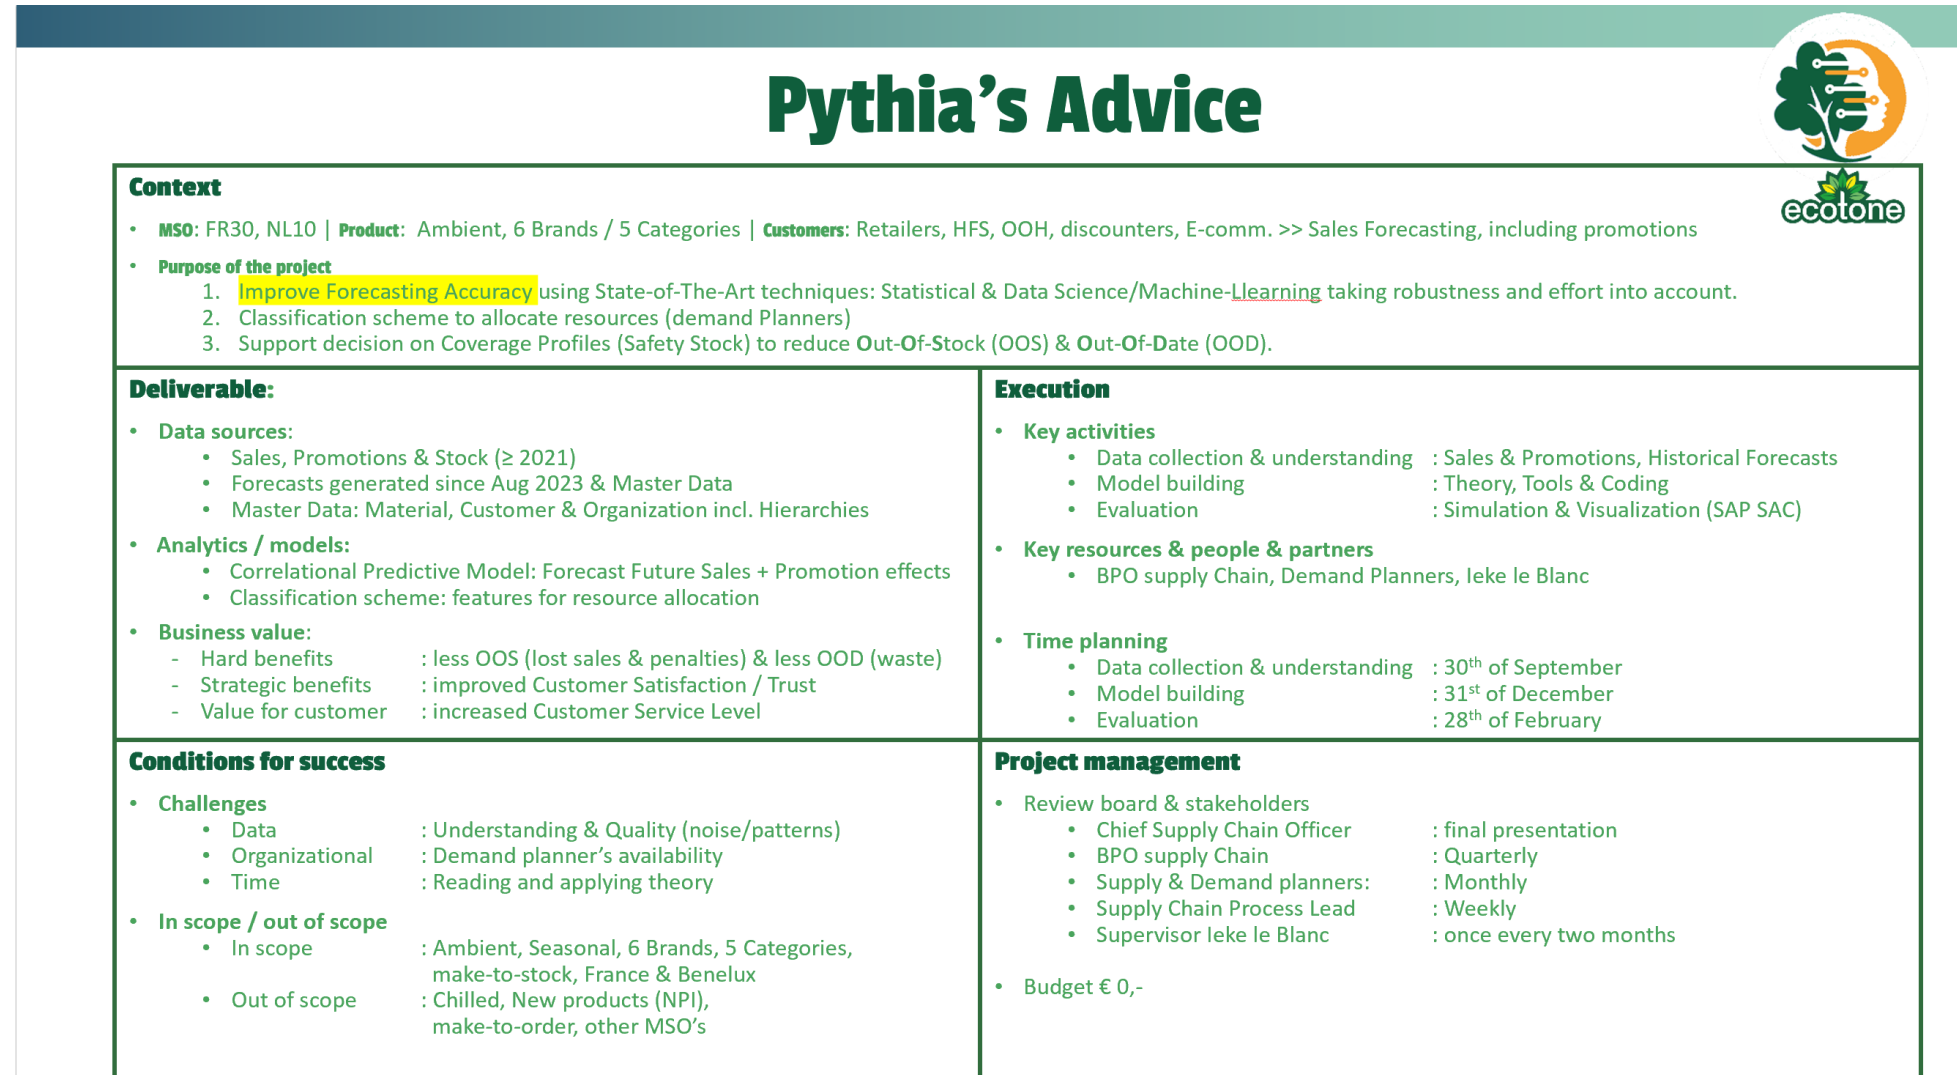 Pythia's Advice
ecotone
Context
• MSO: FR30, NL10 | Product: Ambient, 6 Brands / 5 Categories | Customers: Retailers, HFS, OOH, discounters, E-comm. >> Sales Forecasting, including promotions
• Purpose of the project
1. Improve Forecasting Accuracy using State-of-The-Art techniques: Statistical & Data Science/Machine-Llearning taking robustness and effort into account.
2. Classification scheme to allocate resources (demand Planners)
3. Support decision on Coverage Profiles (Safety Stock) to reduce Out-Of-Stock (OOS) & Out-Of-Date (OOD).
Deliverable:
• Data sources:
• Sales, Promotions & Stock (≥ 2021)
• Forecasts generated since Aug 2023 & Master Data
• Master Data: Material, Customer & Organization incl. Hierarchies
• Analytics / models:
• Correlational Predictive Model: Forecast Future Sales + Promotion effects
• Classification scheme: features for resource allocation
• Business value:
- Hard benefits : less OOS (lost sales & penalties) & less OOD (waste)
- Strategic benefits : improved Customer Satisfaction / Trust
- Value for customer : increased Customer Service Level
Execution
• Key activities
• Data collection & understanding : Sales & Promotions, Historical Forecasts
• Model building : Theory, Tools & Coding
• Evaluation : Simulation & Visualization (SAP SAC)
• Key resources & people & partners
• BPO supply Chain, Demand Planners, Ieke le Blanc
• Time planning
• Data collection & understanding : 30th of September
• Model building : 31st of December
• Evaluation : 28th of February
Conditions for success
• Challenges
• Data : Understanding & Quality (noise/patterns)
• Organizational : Demand planner's availability
• Time : Reading and applying theory
• In scope / out of scope
• In scope : Ambient, Seasonal, 6 Brands, 5 Categories,
make-to-stock, France & Benelux
• Out of scope : Chilled, New products (NPI),
make-to-order, other MSO's
Project management
• Review board & stakeholders
• Chief Supply Chain Officer : final presentation
• BPO supply Chain : Quarterly
• Supply & Demand planners: : Monthly
• Supply Chain Process Lead : Weekly
• Supervisor Ieke le Blanc : once every two months
• Budget € 0,-